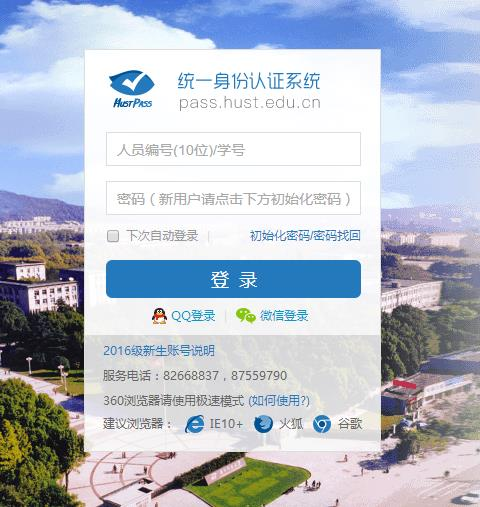 统一身份认证系统
HUSTPASS
pass.hust.edu.cn
人员编号(10位)/学号
密码（新用户请点击下方初始化密码）
下次自动登录 | 初始化密码/密码找回
登 录
QQ登录 | 微信登录
2016级新生账号说明
服务电话：82668837，87559790
360浏览器请使用极速模式 (如何使用?)
建议浏览器： IE10+ 火狐 谷歌